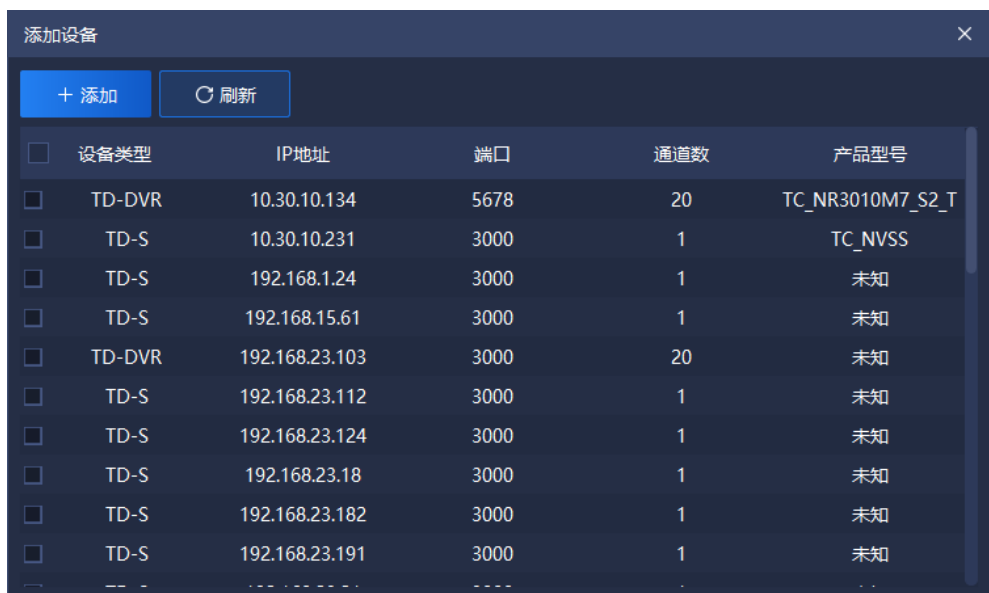 添加设备
添加 刷新
设备类型 IP地址 端口 通道数 产品型号
TD-DVR 10.30.10.134 5678 20 TC_NR3010M7_S2_T
TD-S 10.30.10.231 3000 1 TC_NVSS
TD-S 192.168.1.24 3000 1 未知
TD-S 192.168.15.61 3000 1 未知
TD-DVR 192.168.23.103 3000 20 未知
TD-S 192.168.23.112 3000 1 未知
TD-S 192.168.23.124 3000 1 未知
TD-S 192.168.23.18 3000 1 未知
TD-S 192.168.23.182 3000 1 未知
TD-S 192.168.23.191 3000 1 未知